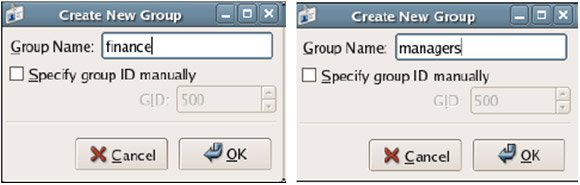 Create New Group
Group Name: finance
Specify group ID manually
GID: 500
Cancel OK
Create New Group
Group Name: managers
Specify group ID manually
GID: 500
Cancel OK